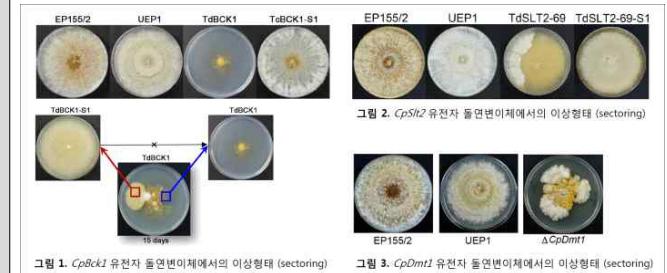 EP155/2 UEP1 TdBCK1 TdBCK1-S1
TdBCK1-S1 TdBCK1
TdBCK1
15 days
그림 1. CpBck1 유전자 돌연변이체에서의 이상형태 (sectoring)
EP155/2 UEP1 TdSLT2-69 TdSLT2-69-S1
그림 2. CpSlt2 유전자 돌연변이체에서의 이상형태 (sectoring)
EP155/2 UEP1 ΔCpDmt1
그림 3. CpDmt1 유전자 돌연변이체에서의 이상형태 (sectoring)